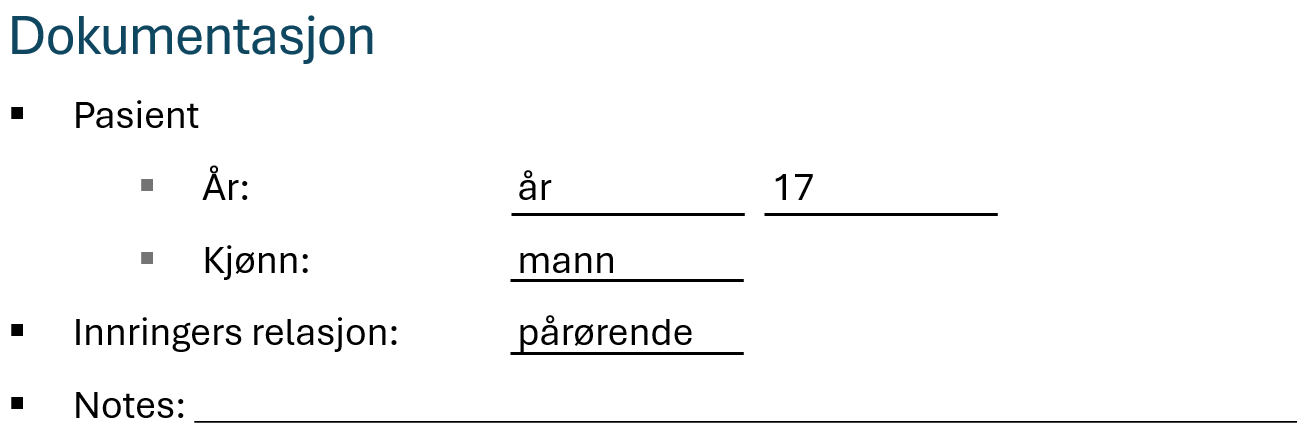 Dokumentasjon
▪ Pasient
▪ År: år 17
▪ Kjønn: mann
▪ Innringers relasjon: pårørende
▪ Notes: